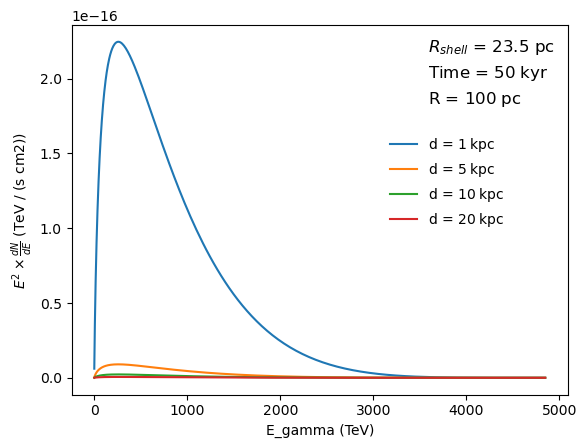 1e−16
R_shell = 23.5 pc
Time = 50 kyr
R = 100 pc
d = 1 kpc
d = 5 kpc
d = 10 kpc
d = 20 kpc
E² × dN/dE (TeV / (s cm2))
2.0
1.5
1.0
0.5
0.0
0 1000 2000 3000 4000 5000
E_gamma (TeV)